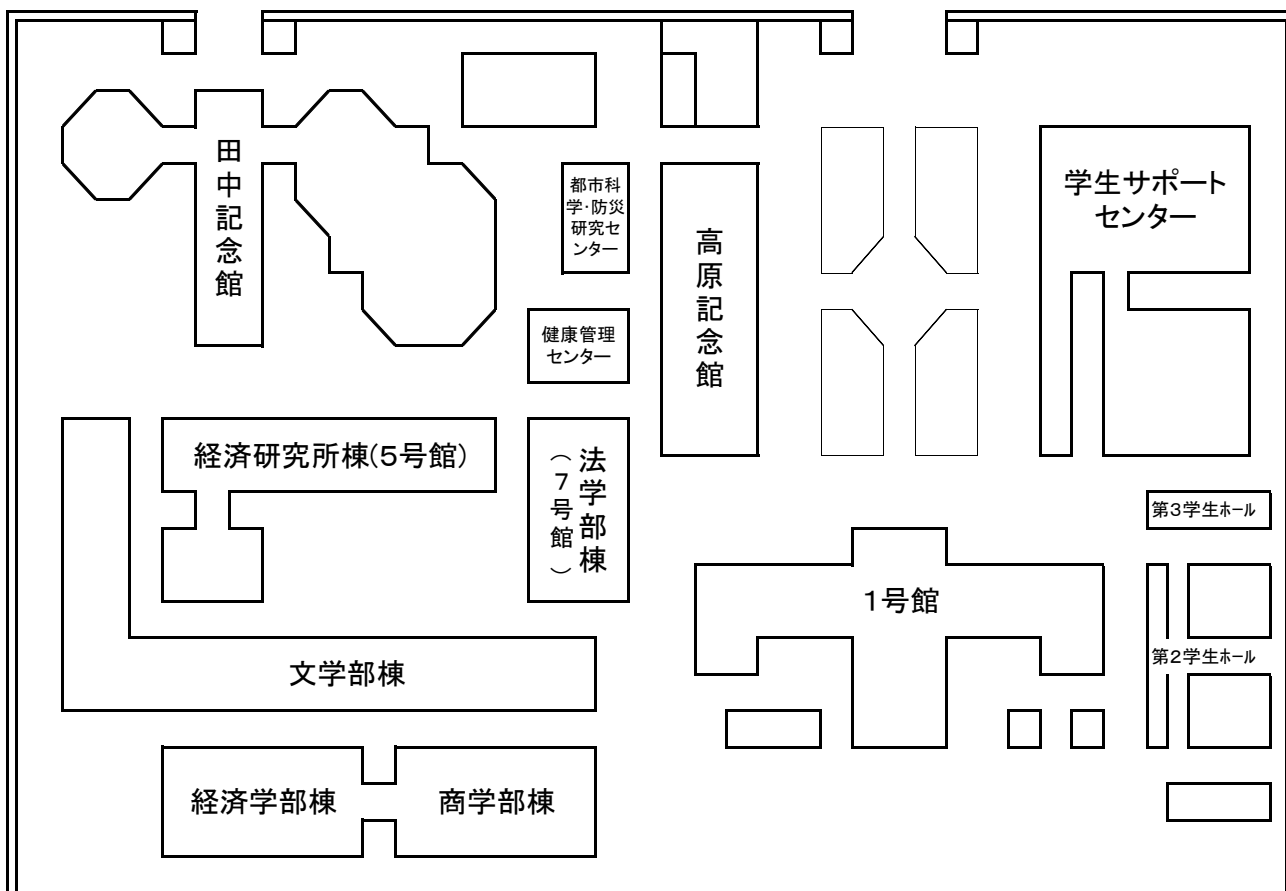 田中記念館
都市科
学・防災
研究セ
ンター
高原記念館
学生サポート
センター
健康管理
センター
経済研究所棟(5号館)
法学部棟
（7号館）
第3学生ホール
1号館
第2学生ホール
文学部棟
経済学部棟
商学部棟